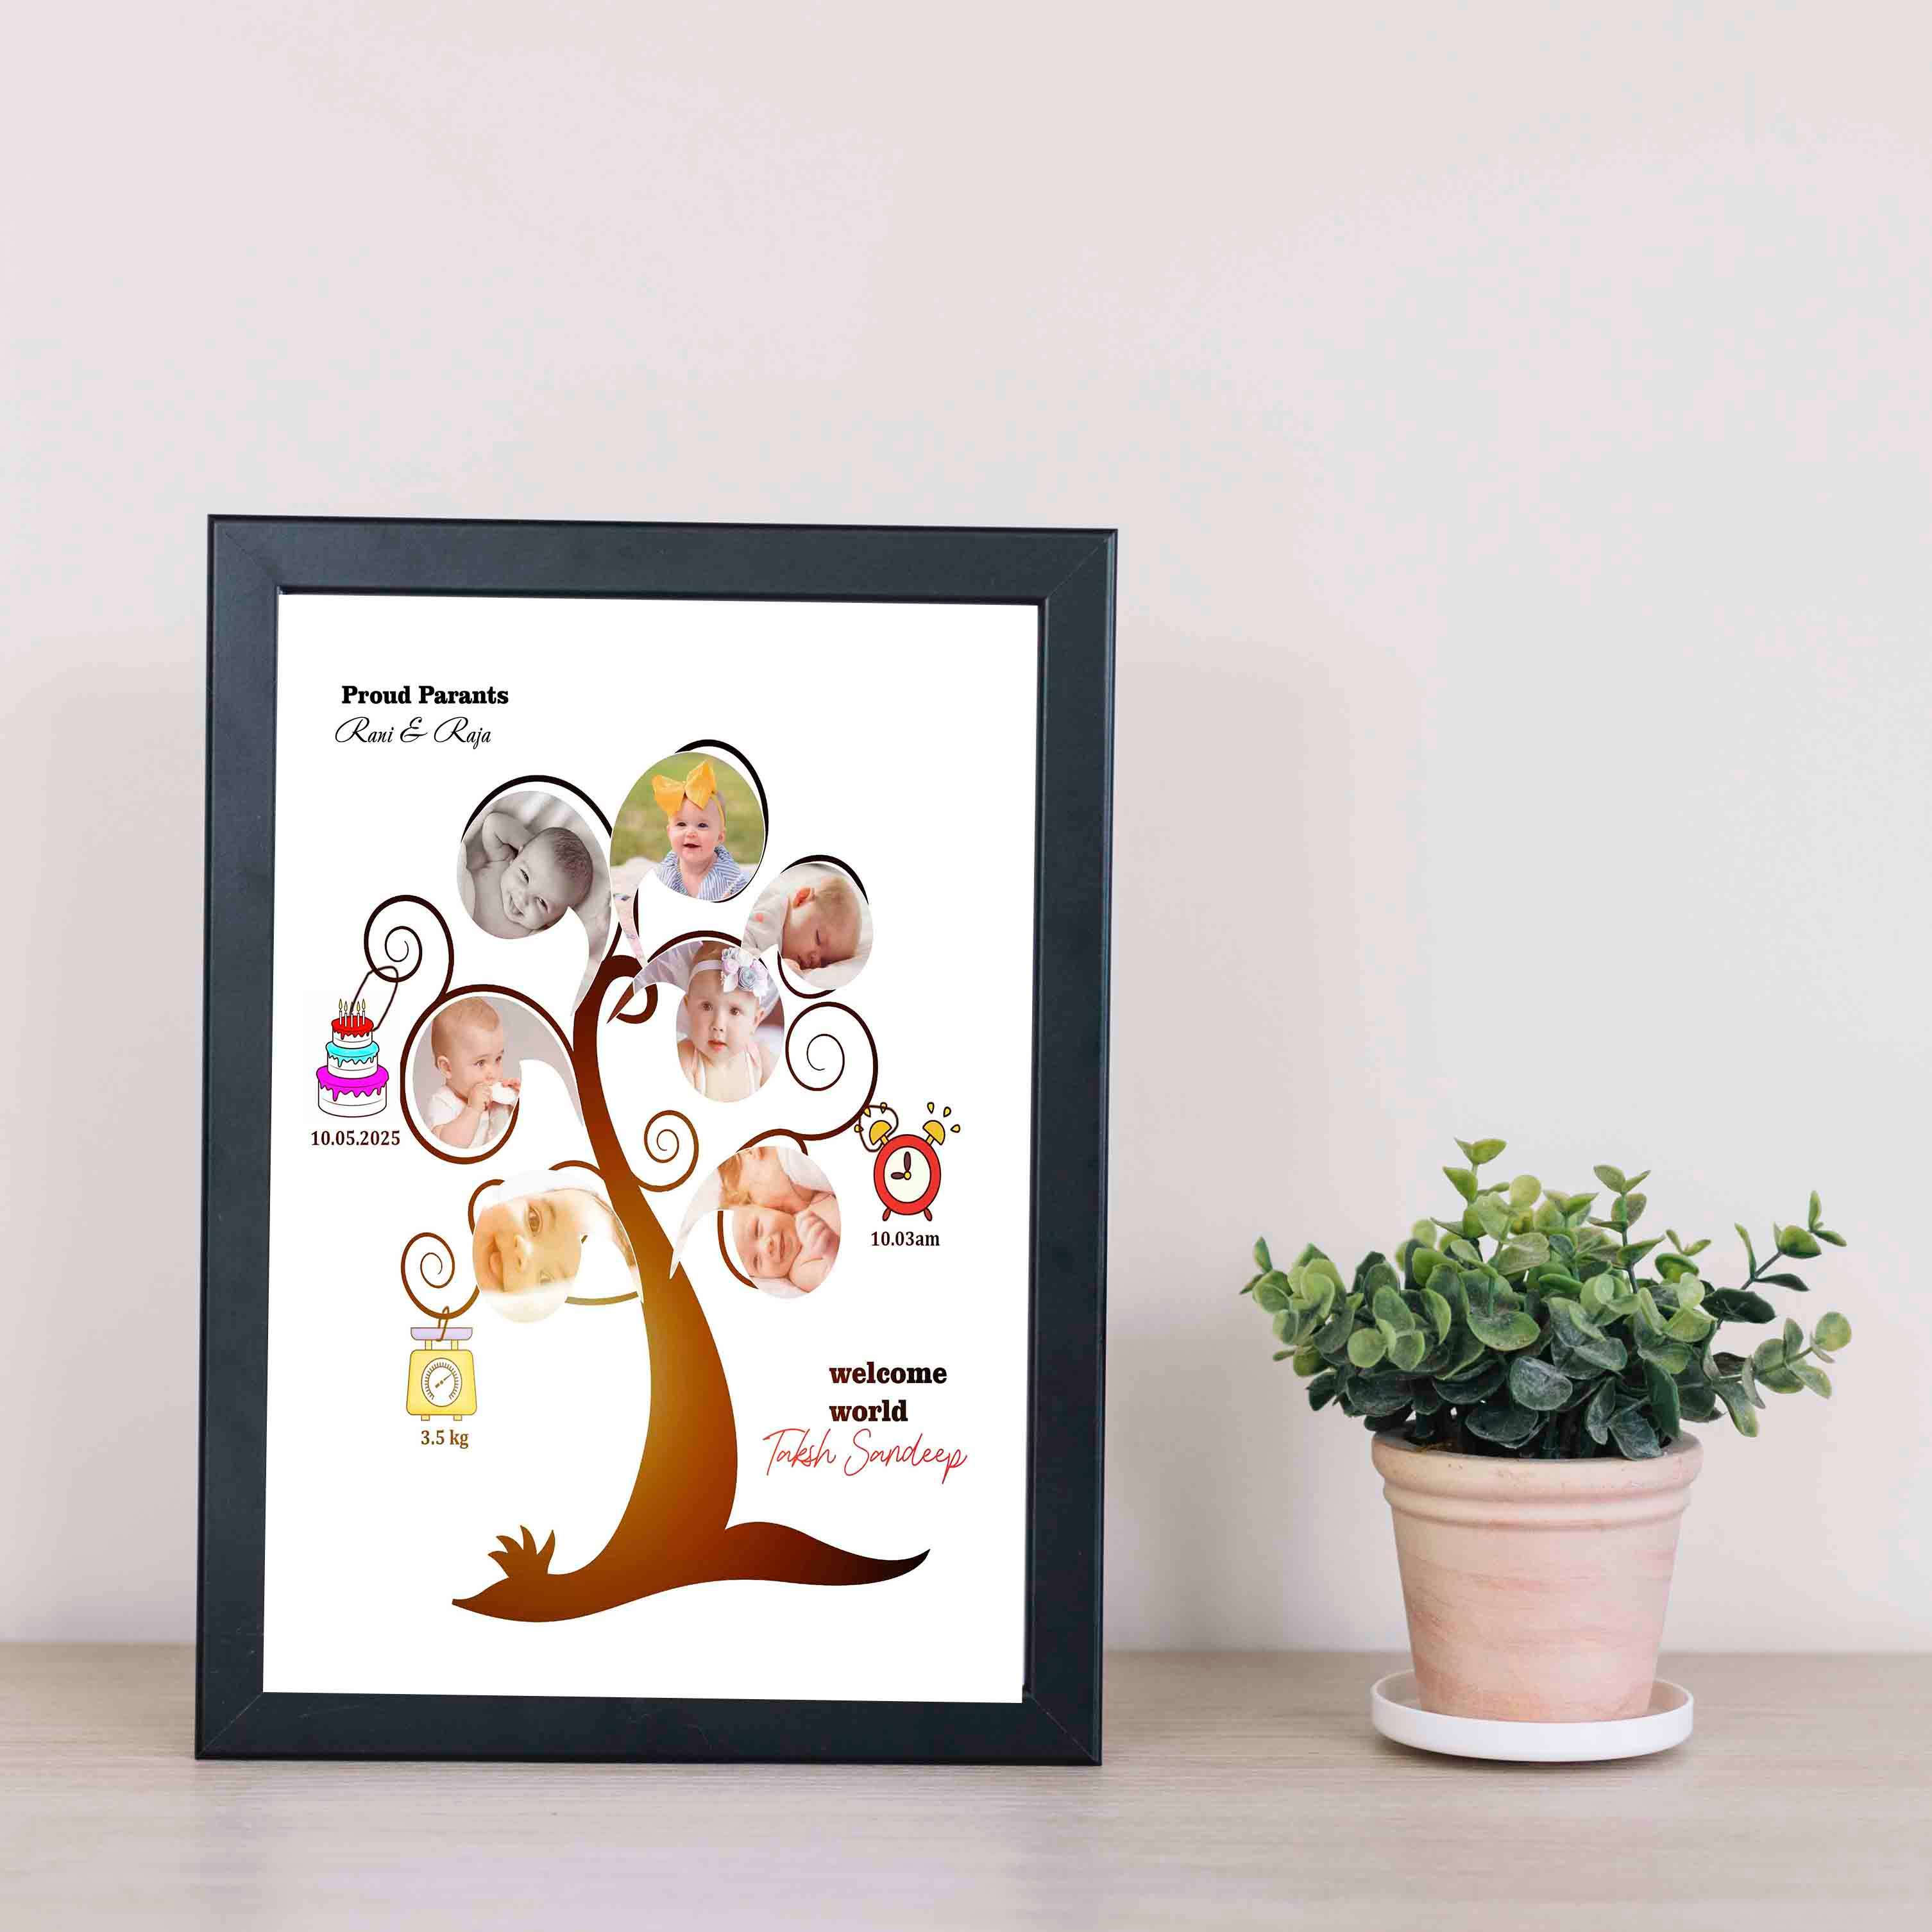 Proud Parants
Rani & Raja
10.05.2025
10.03am
3.5 kg
welcome
world
Taksh Sandeep